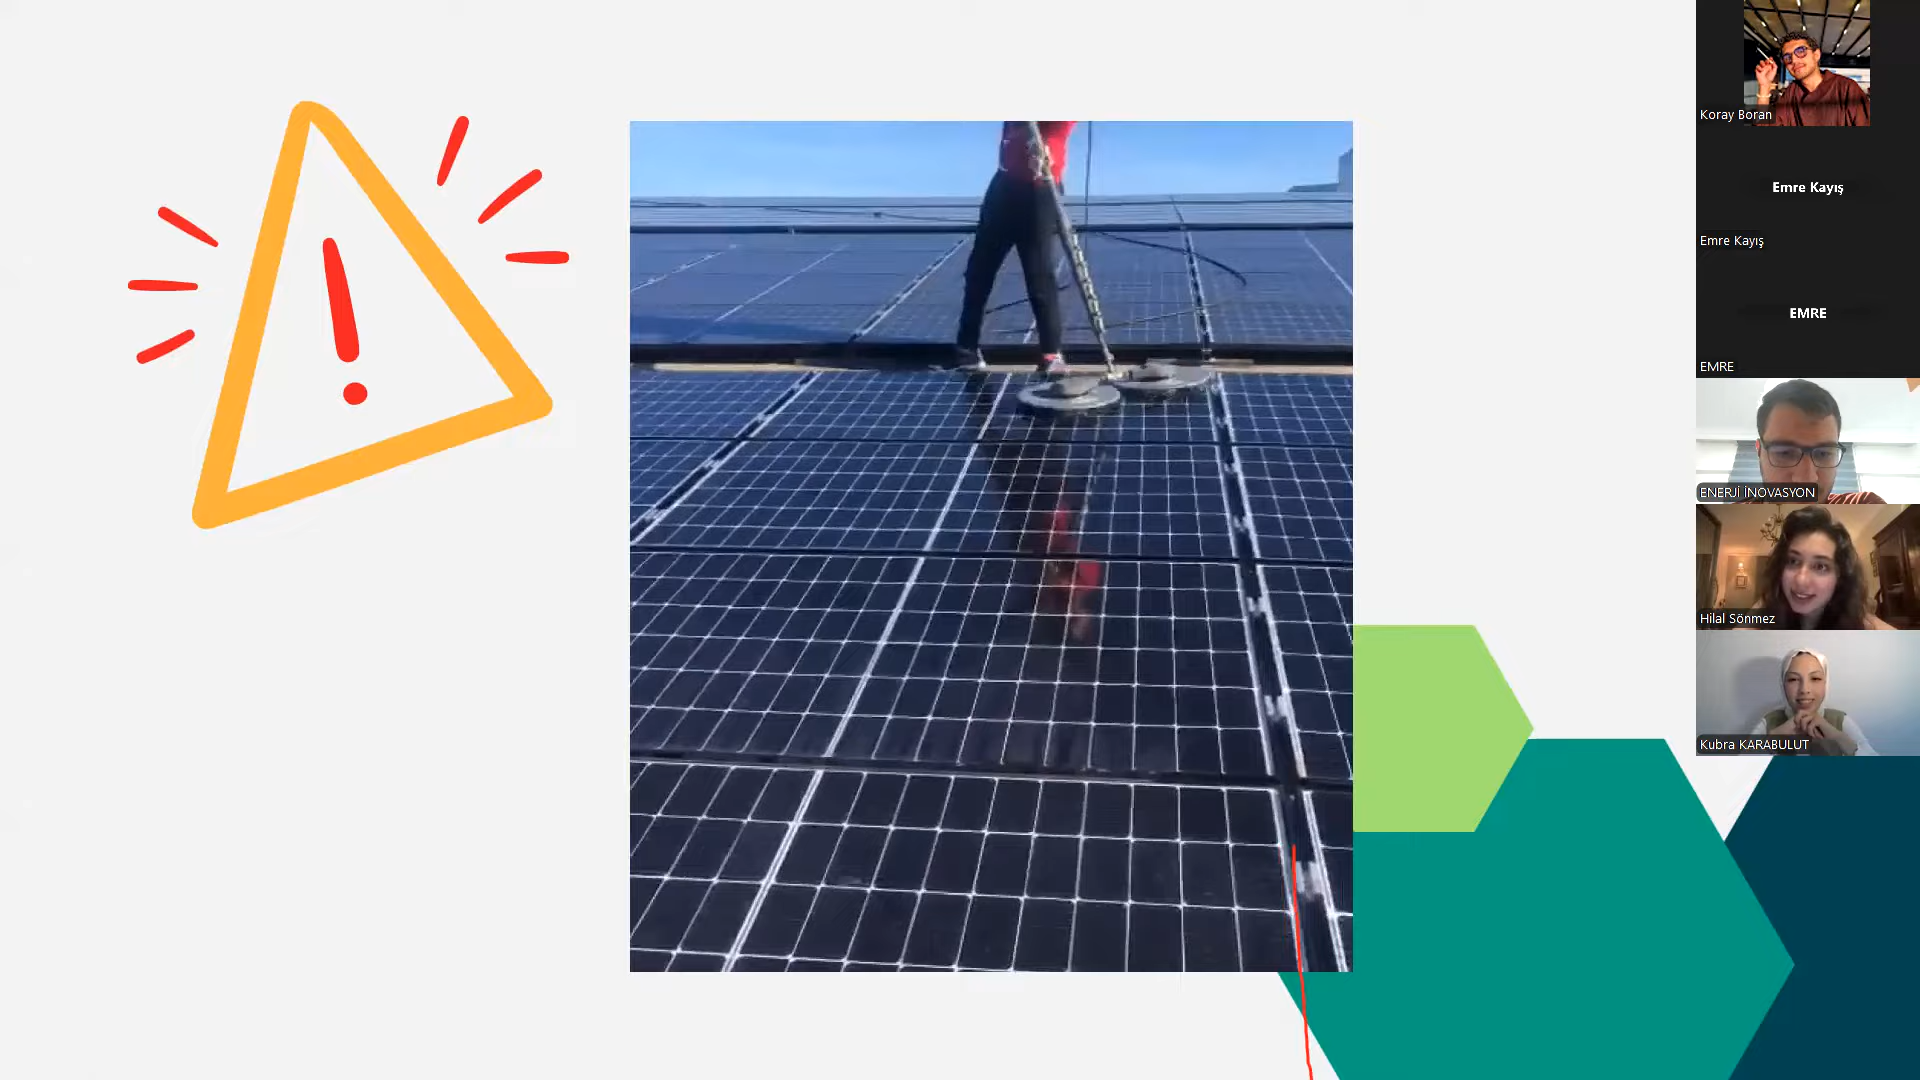 Koray Boran
Emre Kayış
Emre Kayış
EMRE
EMRE
ENERJİ İNOVASYON
Hilal Sönmez
Kubra KARABULUT